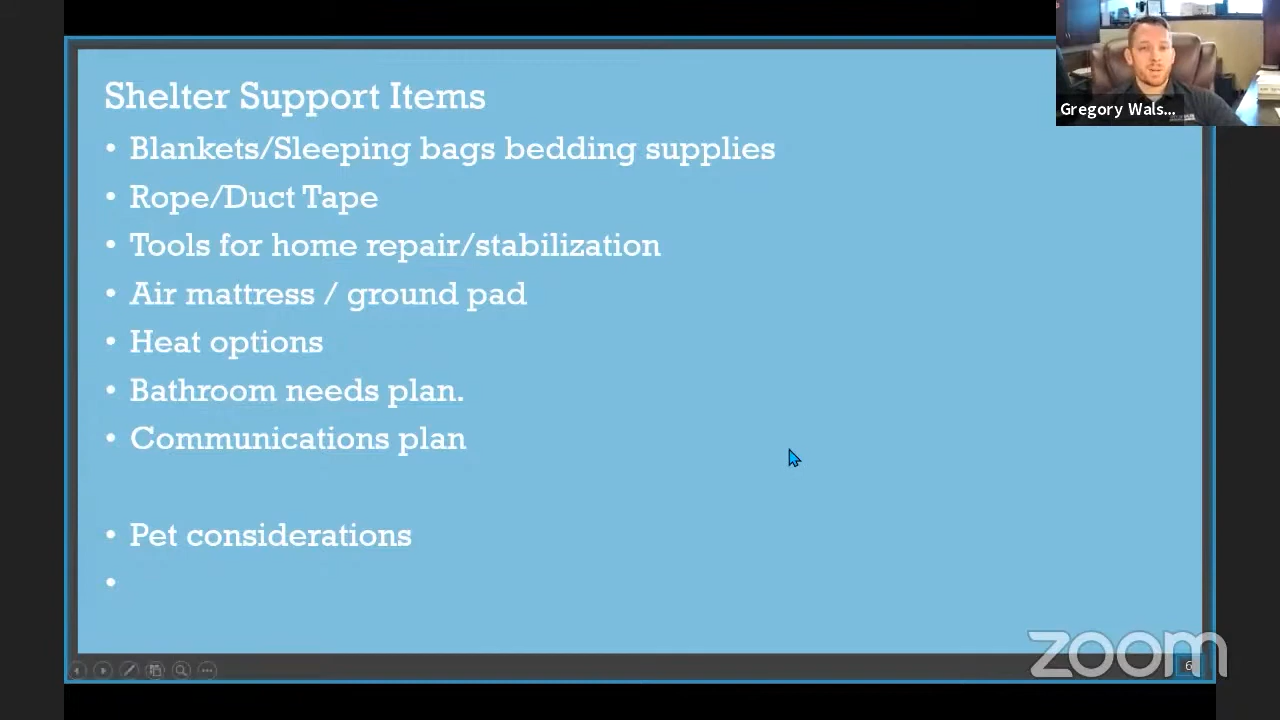 Shelter Support Items
• Blankets/Sleeping bags bedding supplies
• Rope/Duct Tape
• Tools for home repair/stabilization
• Air mattress / ground pad
• Heat options
• Bathroom needs plan.
• Communications plan
• Pet considerations
•
Gregory Wals...
zoom
6